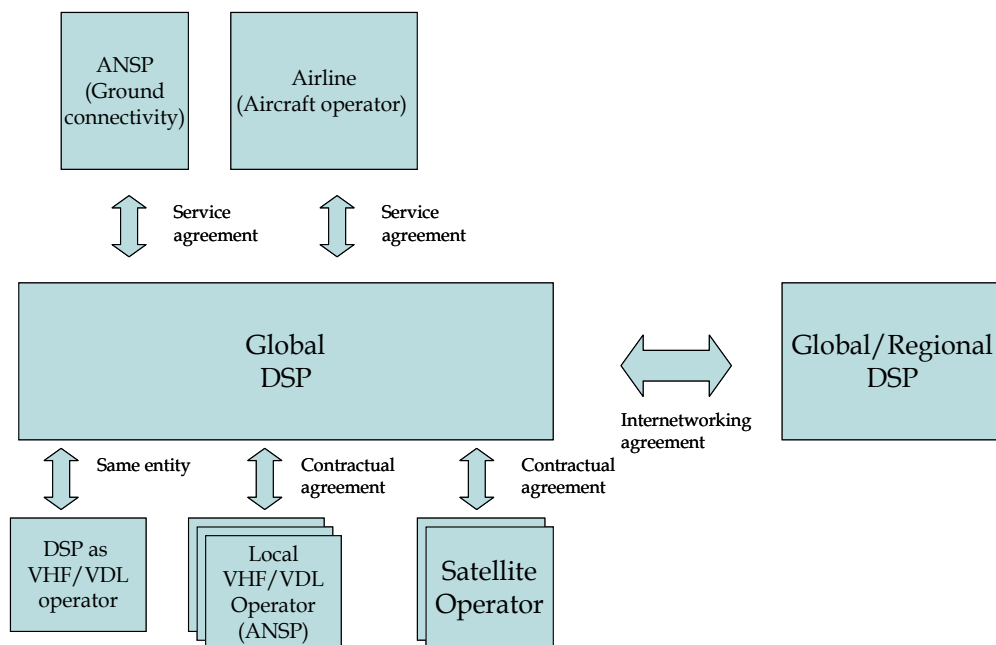 ANSP
(Ground
connectivity)
Airline
(Aircraft operator)
Service
agreement
Service
agreement
Global
DSP
Global/Regional
DSP
Internetworking
agreement
Same entity
Contractual
agreement
Contractual
agreement
DSP as
VHF/VDL
operator
Local
VHF/VDL
Operator
(ANSP)
Satellite
Operator